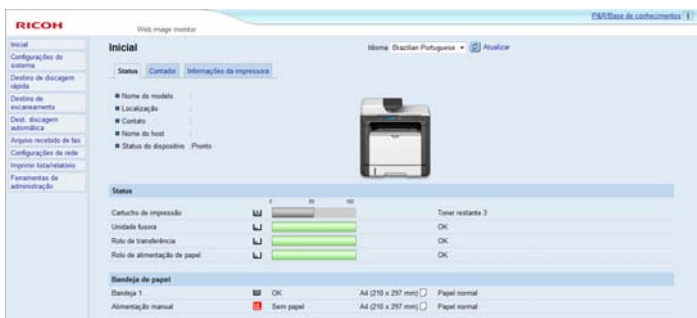 P&R/Base de conhecimentos
RICOH
Web image monitor
Inicial
Configurações do
sistema
Destino de discagem
rápida
Destino de
escaneamento
Dest. discagem
automática
Arquivo recebido de fax
Configurações de rede
Imprimir lista/relatório
Ferramentas de
administração
Inicial
Idioma Brazilian Portuguese Atualizar
Status Contador Informações da impressora
Nome do modelo :
Localização :
Contato :
Nome do host :
Status do dispositivo :Pronto
Status
0 50 100
Cartucho de impressão Toner restante 3
Unidade fusora OK
Rolo de transferência OK
Rolo de alimentação de papel OK
Bandeja de papel
Bandeja 1 OK A4 (210 x 297 mm) Papel normal
Alimentação manual Sem papel A4 (210 x 297 mm) Papel normal